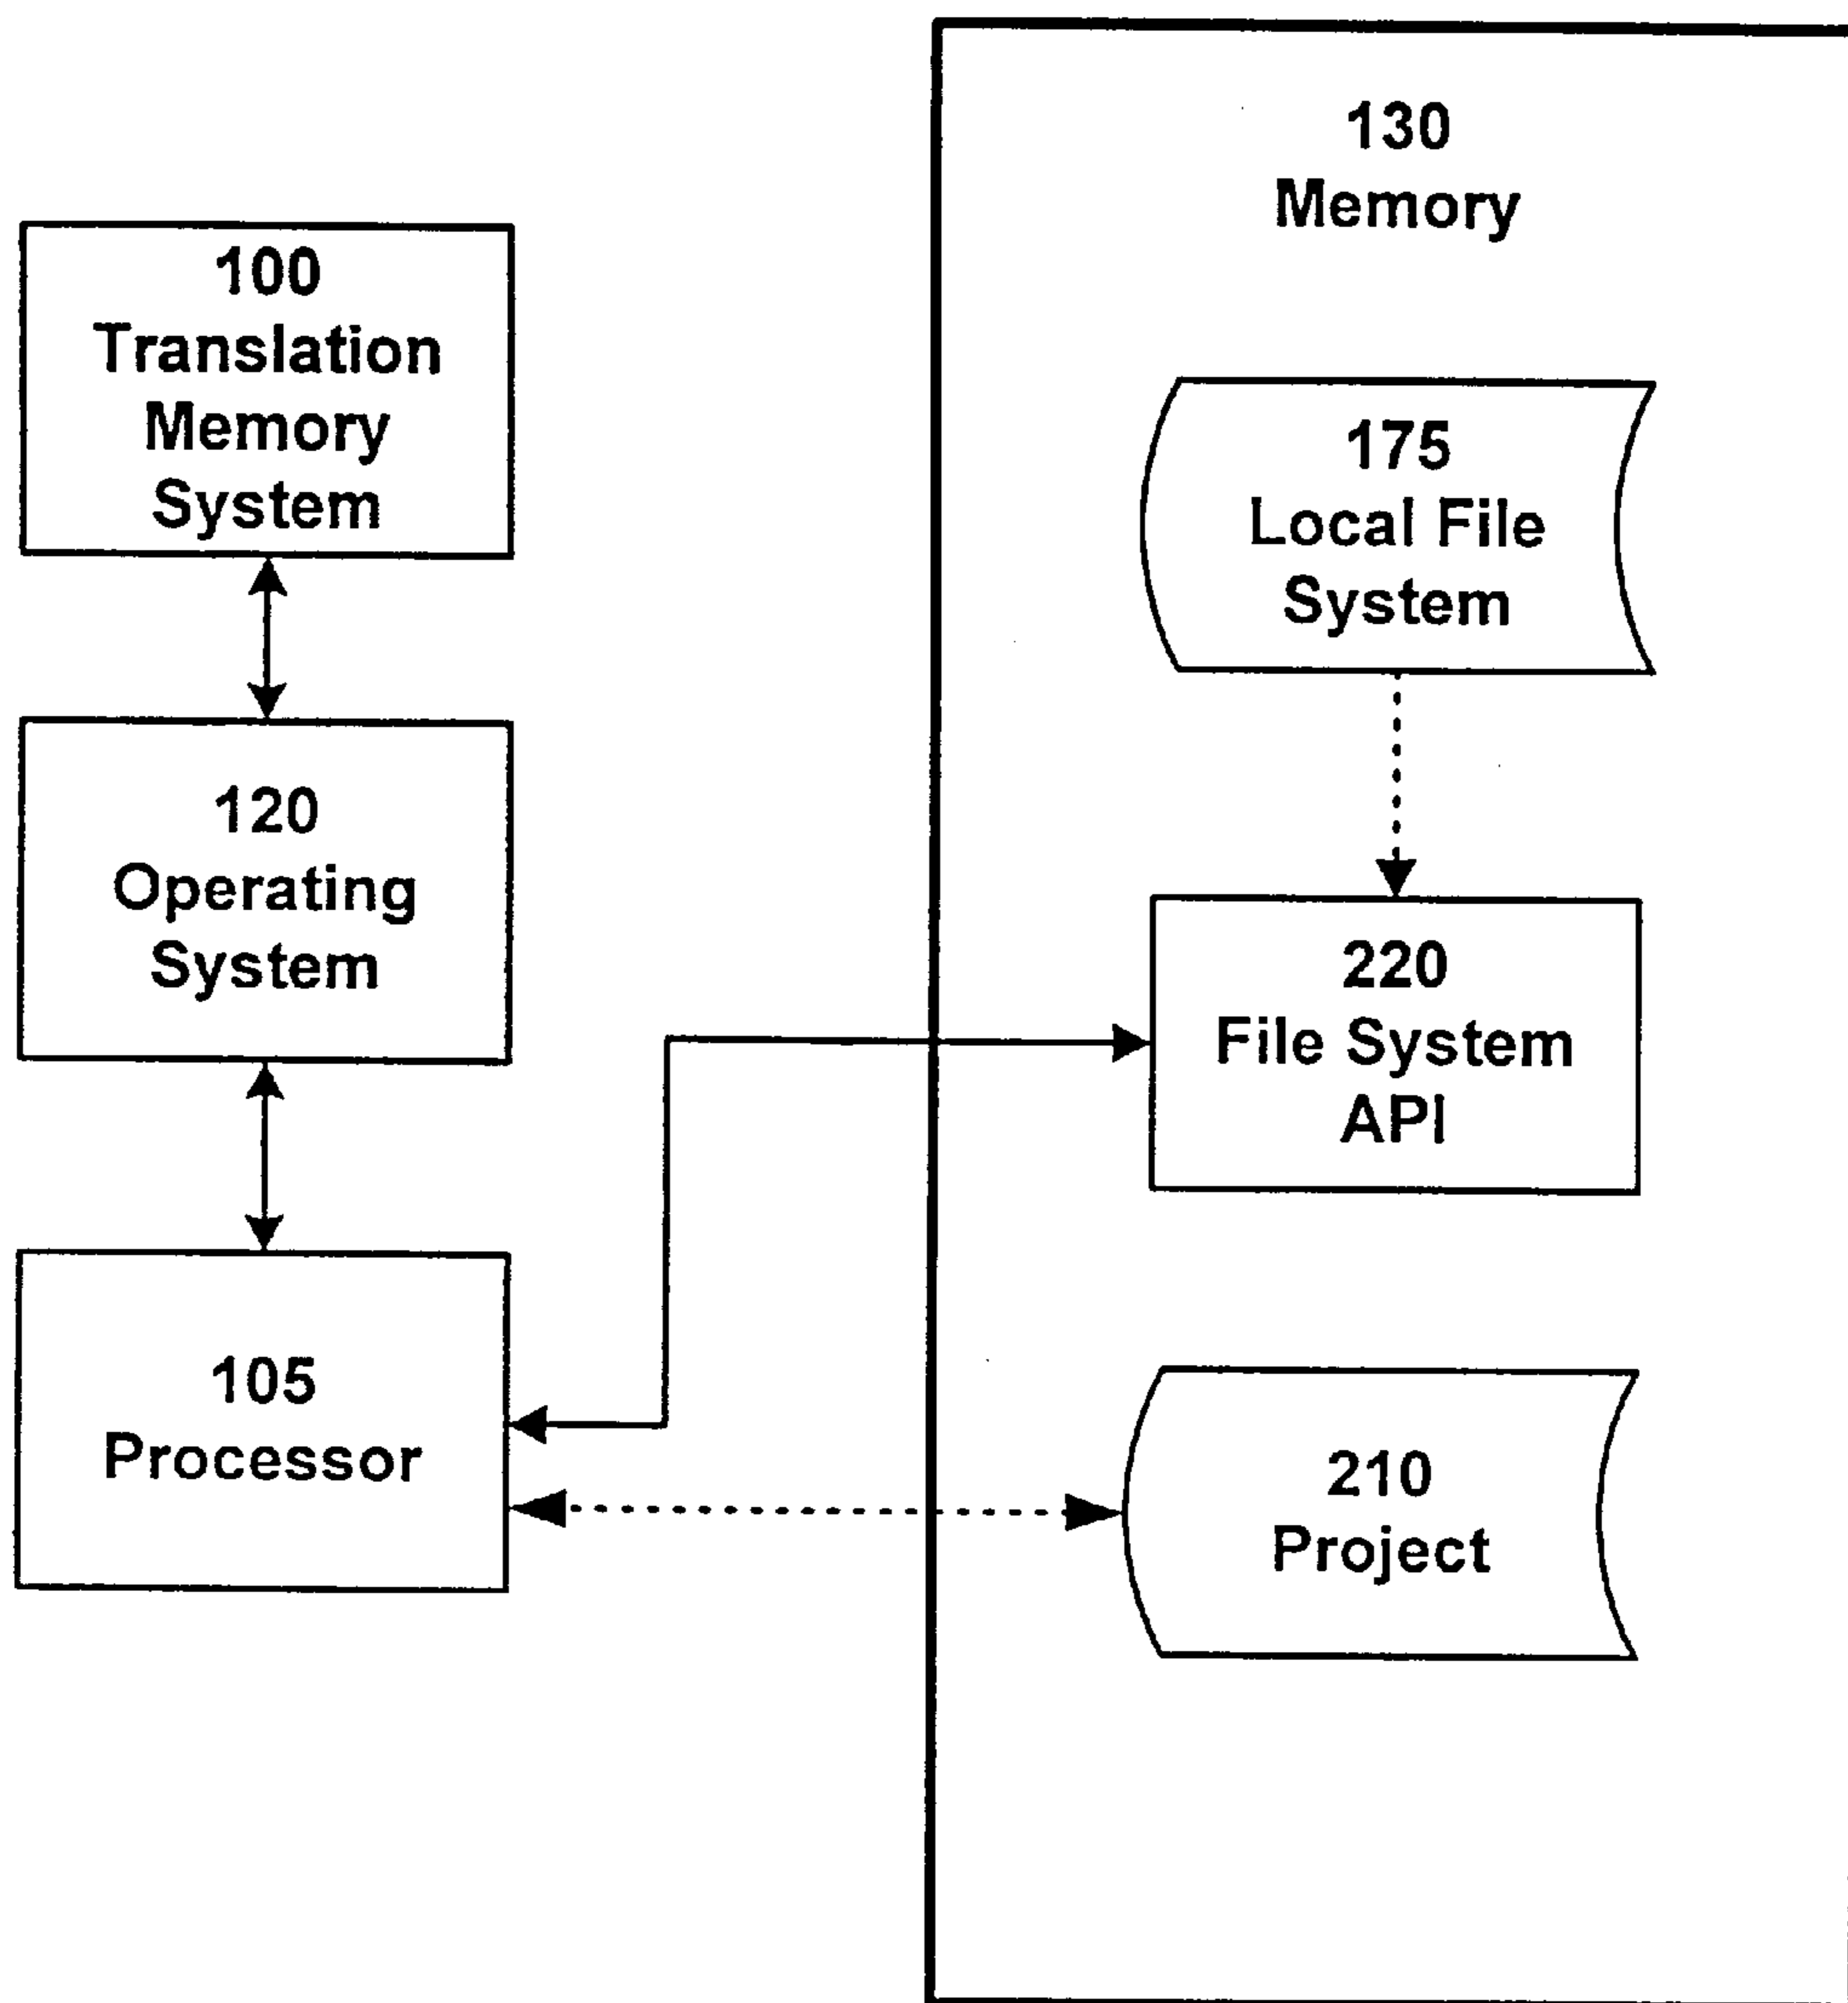 130
Memory
100
Translation
Memory
System
175
Local File
System
120
Operating
System
220
File System
API
105
Processor
210
Project